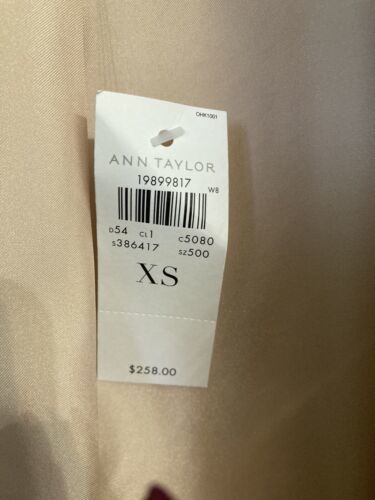 OHK1001
ANN TAYLOR
19899817 W8
D54 CL1 C5080
S386417 SZ500
XS
$258.00